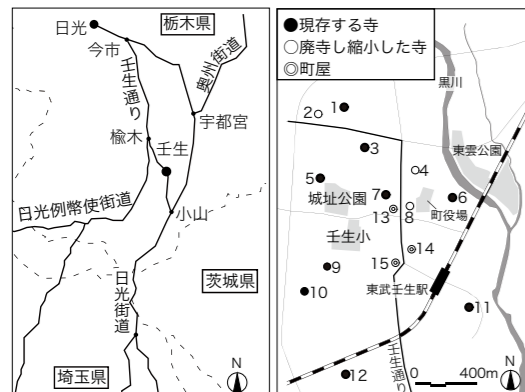 日光
栃木県
今市
奥州街道
壬生通り
宇都宮
楡木
壬生
日光例幣使街道
小山
日光街道
茨城県
埼玉県
N
●現存する寺
○廃寺し縮小した寺
◎町屋
黒川
1
2
3
東雲公園
4
5
城址公園
7
6
13
8
町役場
壬生小
14
15
9
東武壬生駅
10
11
壬生通り
12
0 400m
N